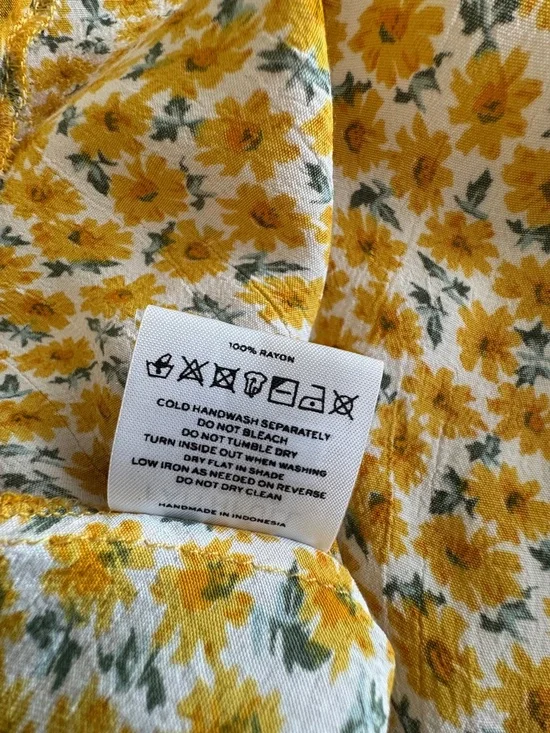 100% RAYON
COLD HANDWASH SEPARATELY
DO NOT BLEACH
DO NOT TUMBLE DRY
TURN INSIDE OUT WHEN WASHING
DRY FLAT IN SHADE
LOW IRON AS NEEDED ON REVERSE
DO NOT DRY CLEAN
HANDMADE IN INDONESIA